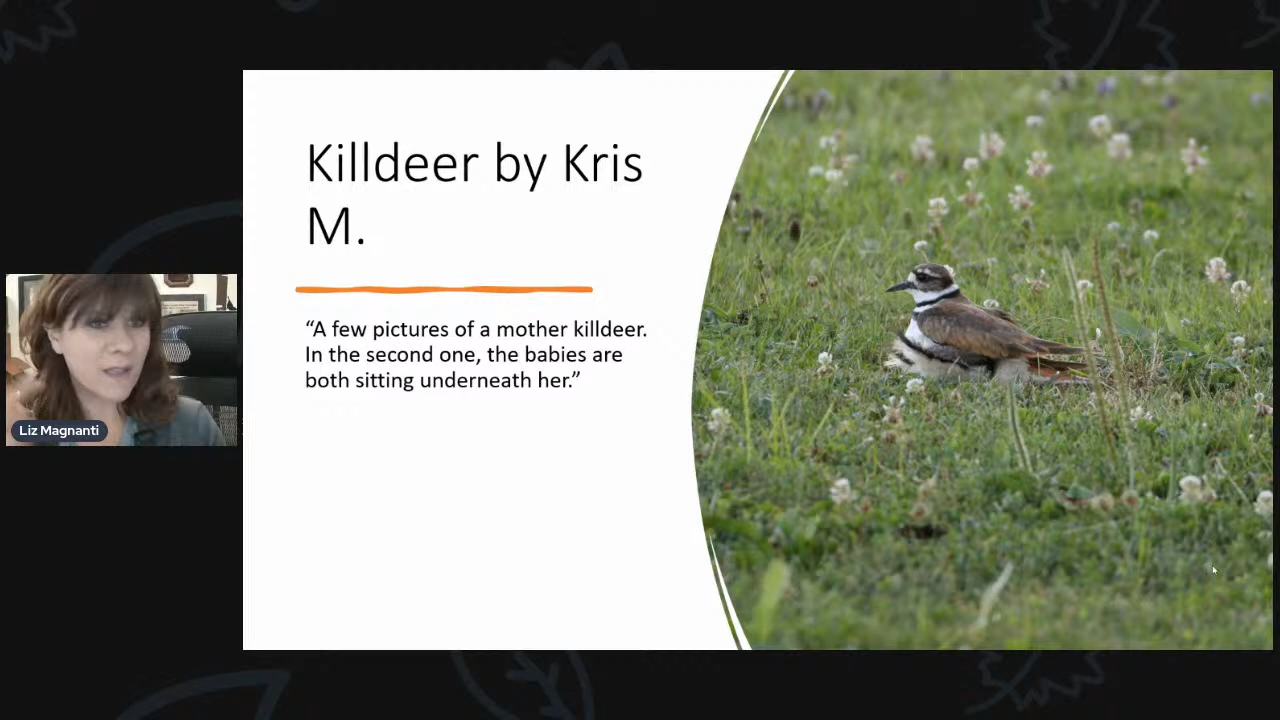 Killdeer by Kris
M.
“A few pictures of a mother killdeer.
In the second one, the babies are
both sitting underneath her.”
Liz Magnanti